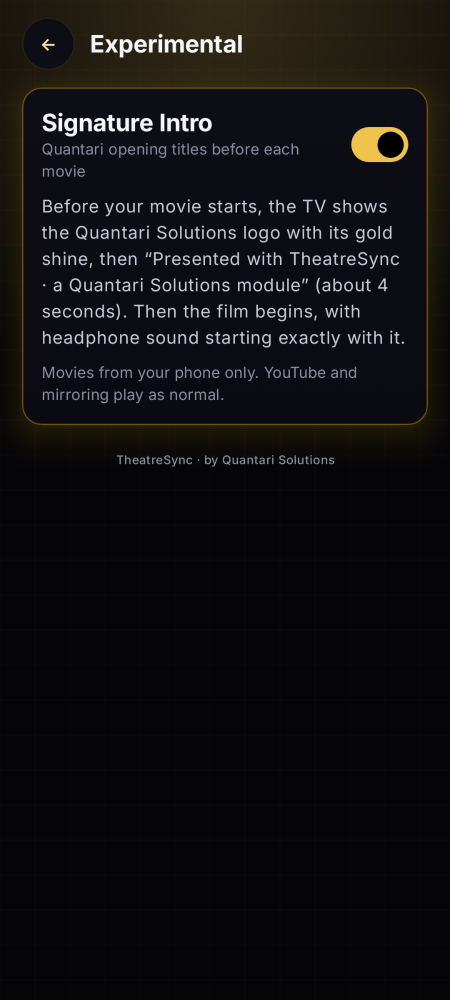 Experimental
Signature Intro
Quantari opening titles before each
movie
Before your movie starts, the TV shows
the Quantari Solutions logo with its gold
shine, then “Presented with TheatreSync
· a Quantari Solutions module” (about 4
seconds). Then the film begins, with
headphone sound starting exactly with it.
Movies from your phone only. YouTube and
mirroring play as normal.
TheatreSync · by Quantari Solutions